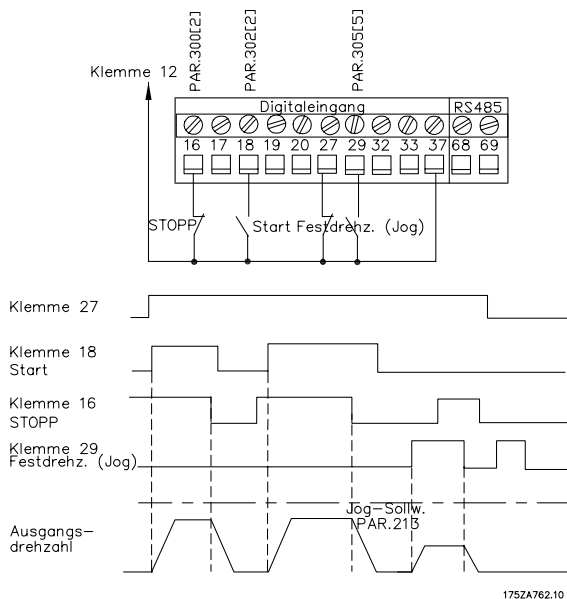 PAR.300[2]
PAR.302[2]
PAR.305[5]
Klemme 12
Digitaleingang
RS485
16 17 18 19 20 27 29 32 33 37 68 69
STOPP
Start Festdrehz. (Jog)
Klemme 27
Klemme 18
Start
Klemme 16
STOPP
Klemme 29
Festdrehz. (Jog)
Jog-Sollw.
PAR.213
Ausgangs-
drehzahl
175ZA762.10